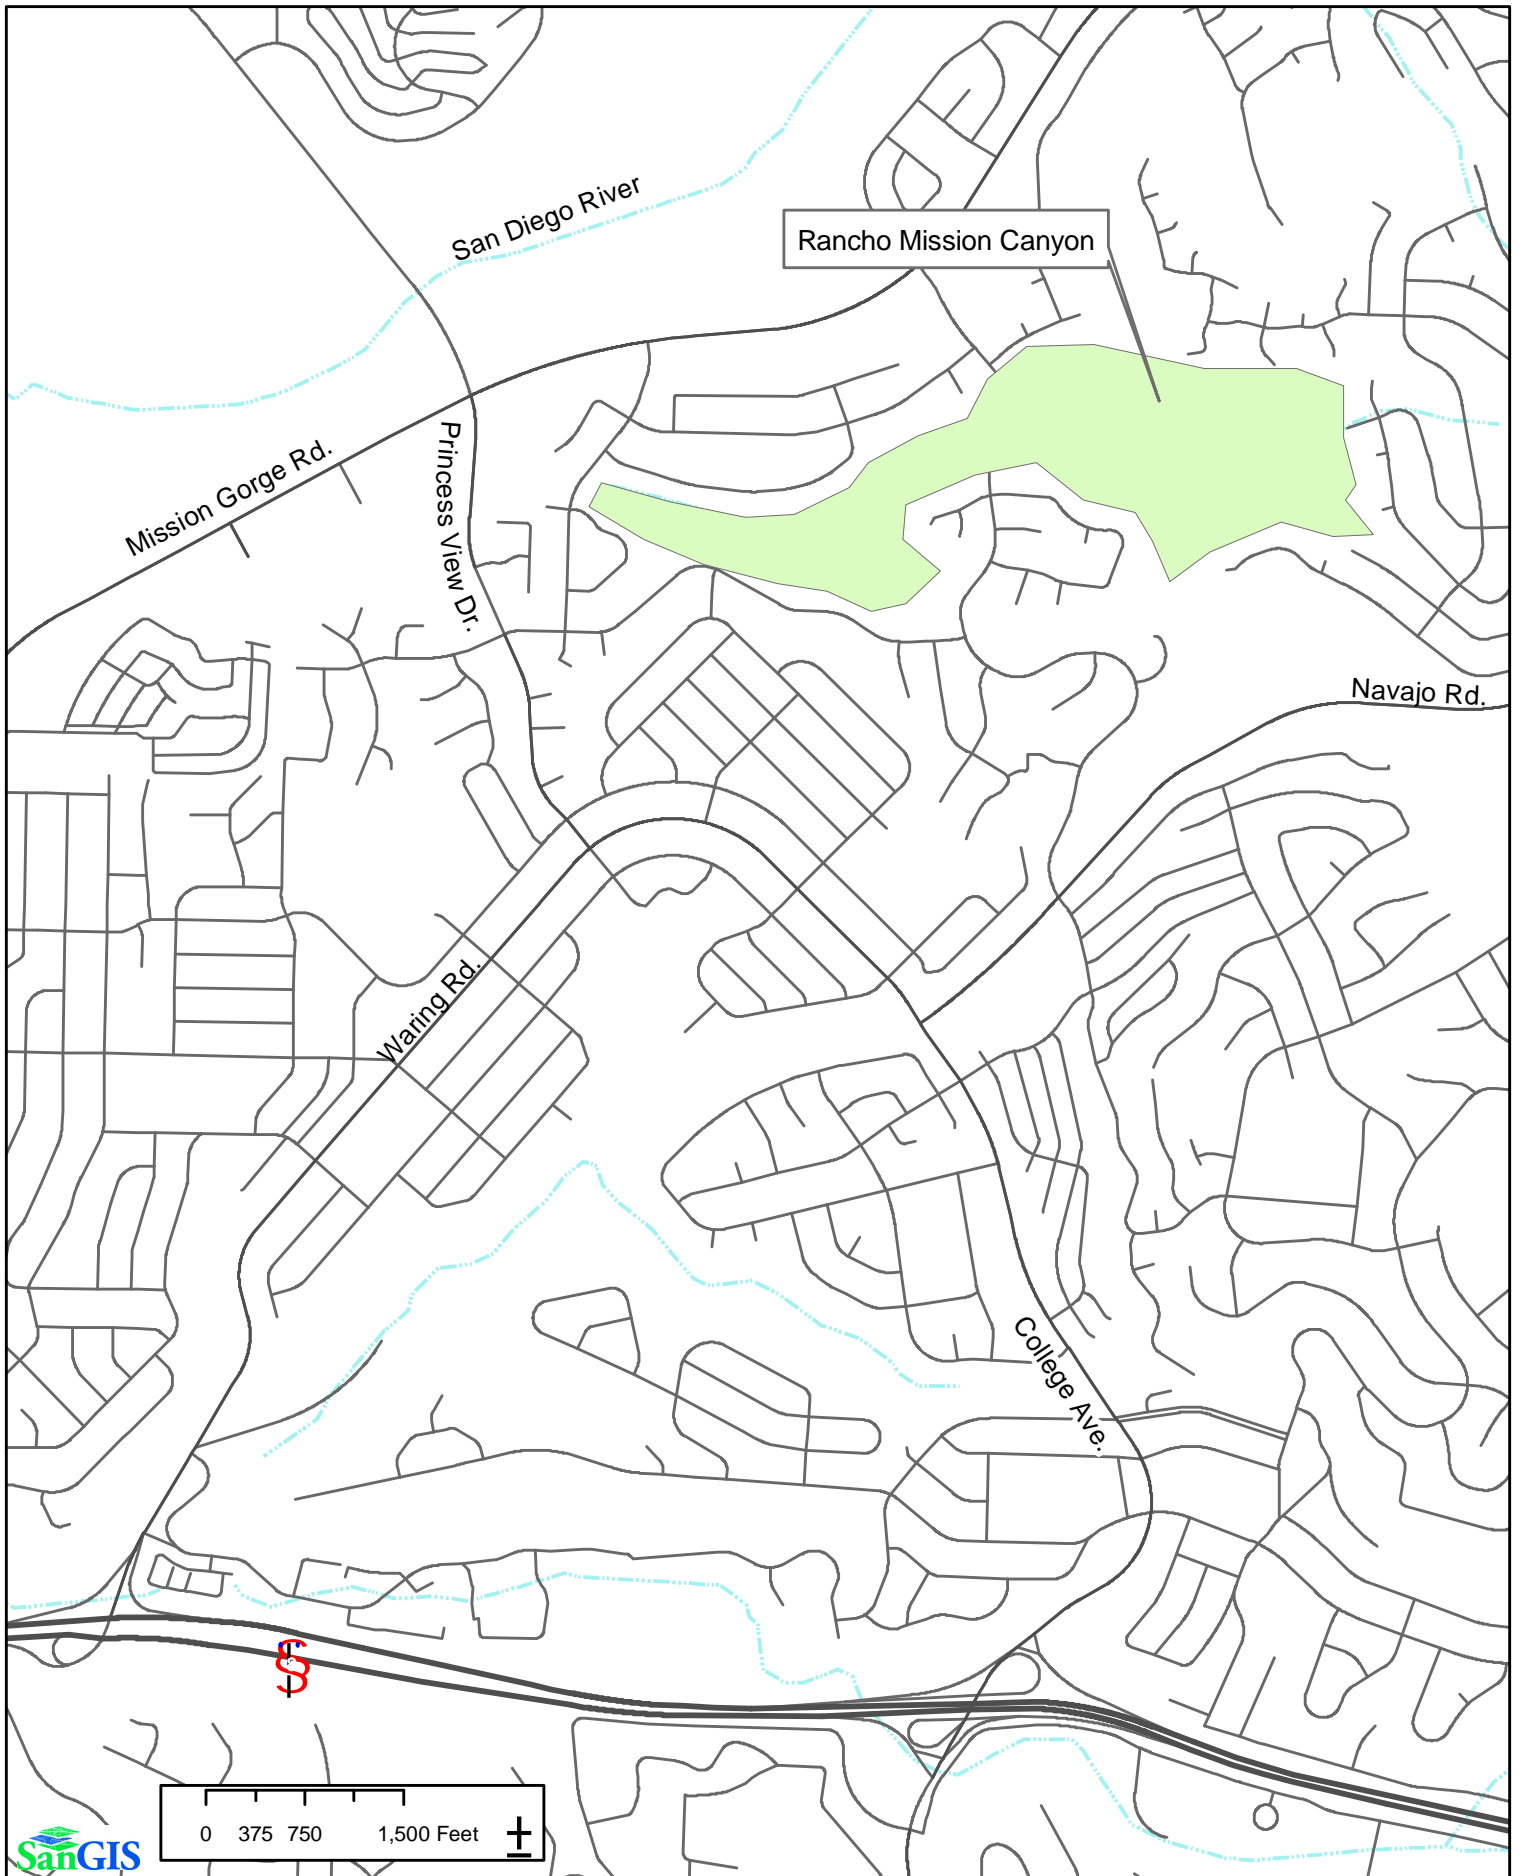 San Diego River
Rancho Mission Canyon
Mission Gorge Rd.
Princess View Dr.
Navajo Rd.
Waring Rd.
College Ave.
0 375 750 1,500 Feet
SanGIS